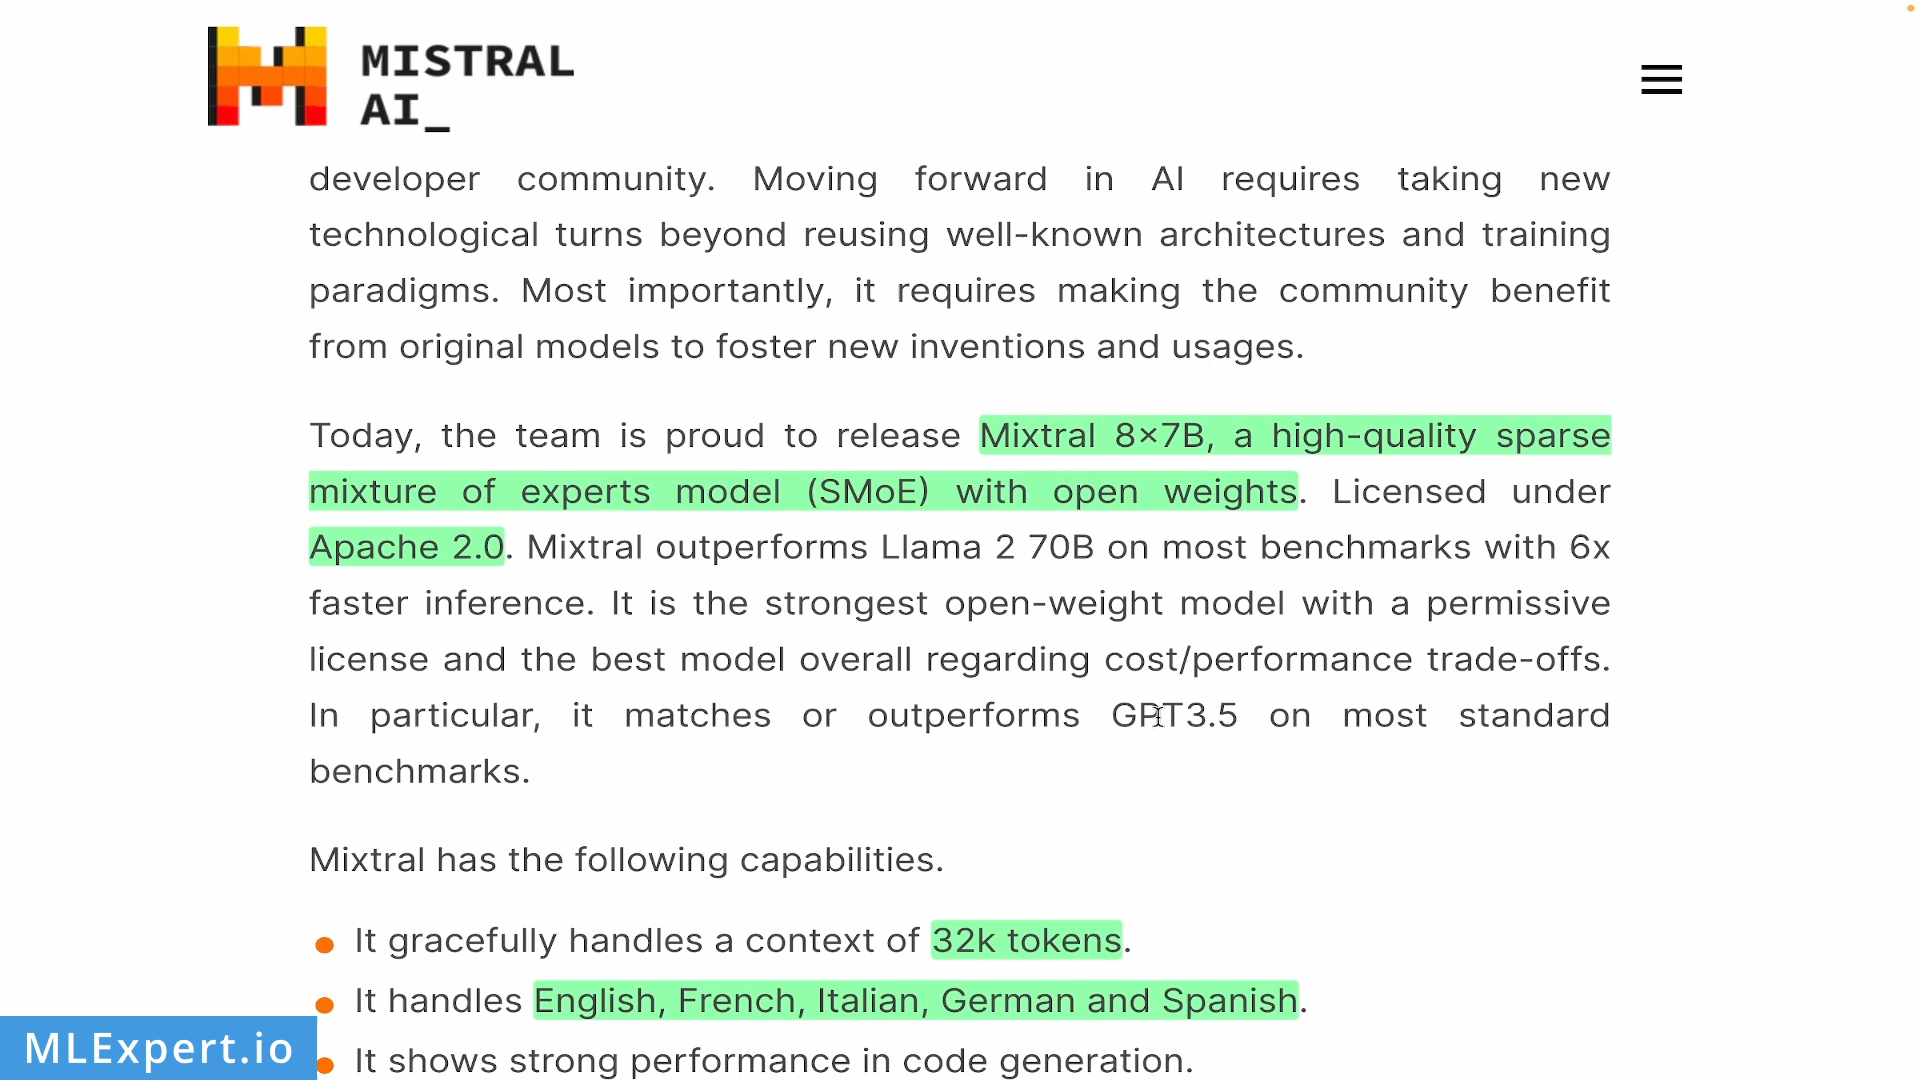 MISTRAL
AI_
developer community. Moving forward in AI requires taking new
technological turns beyond reusing well-known architectures and training
paradigms. Most importantly, it requires making the community benefit
from original models to foster new inventions and usages.
Today, the team is proud to release Mixtral 8×7B, a high-quality sparse
mixture of experts model (SMoE) with open weights. Licensed under
Apache 2.0. Mixtral outperforms Llama 2 70B on most benchmarks with 6x
faster inference. It is the strongest open-weight model with a permissive
license and the best model overall regarding cost/performance trade-offs.
In particular, it matches or outperforms GPT3.5 on most standard
benchmarks.
Mixtral has the following capabilities.
It gracefully handles a context of 32k tokens.
It handles English, French, Italian, German and Spanish.
It shows strong performance in code generation.
MLExpert.io